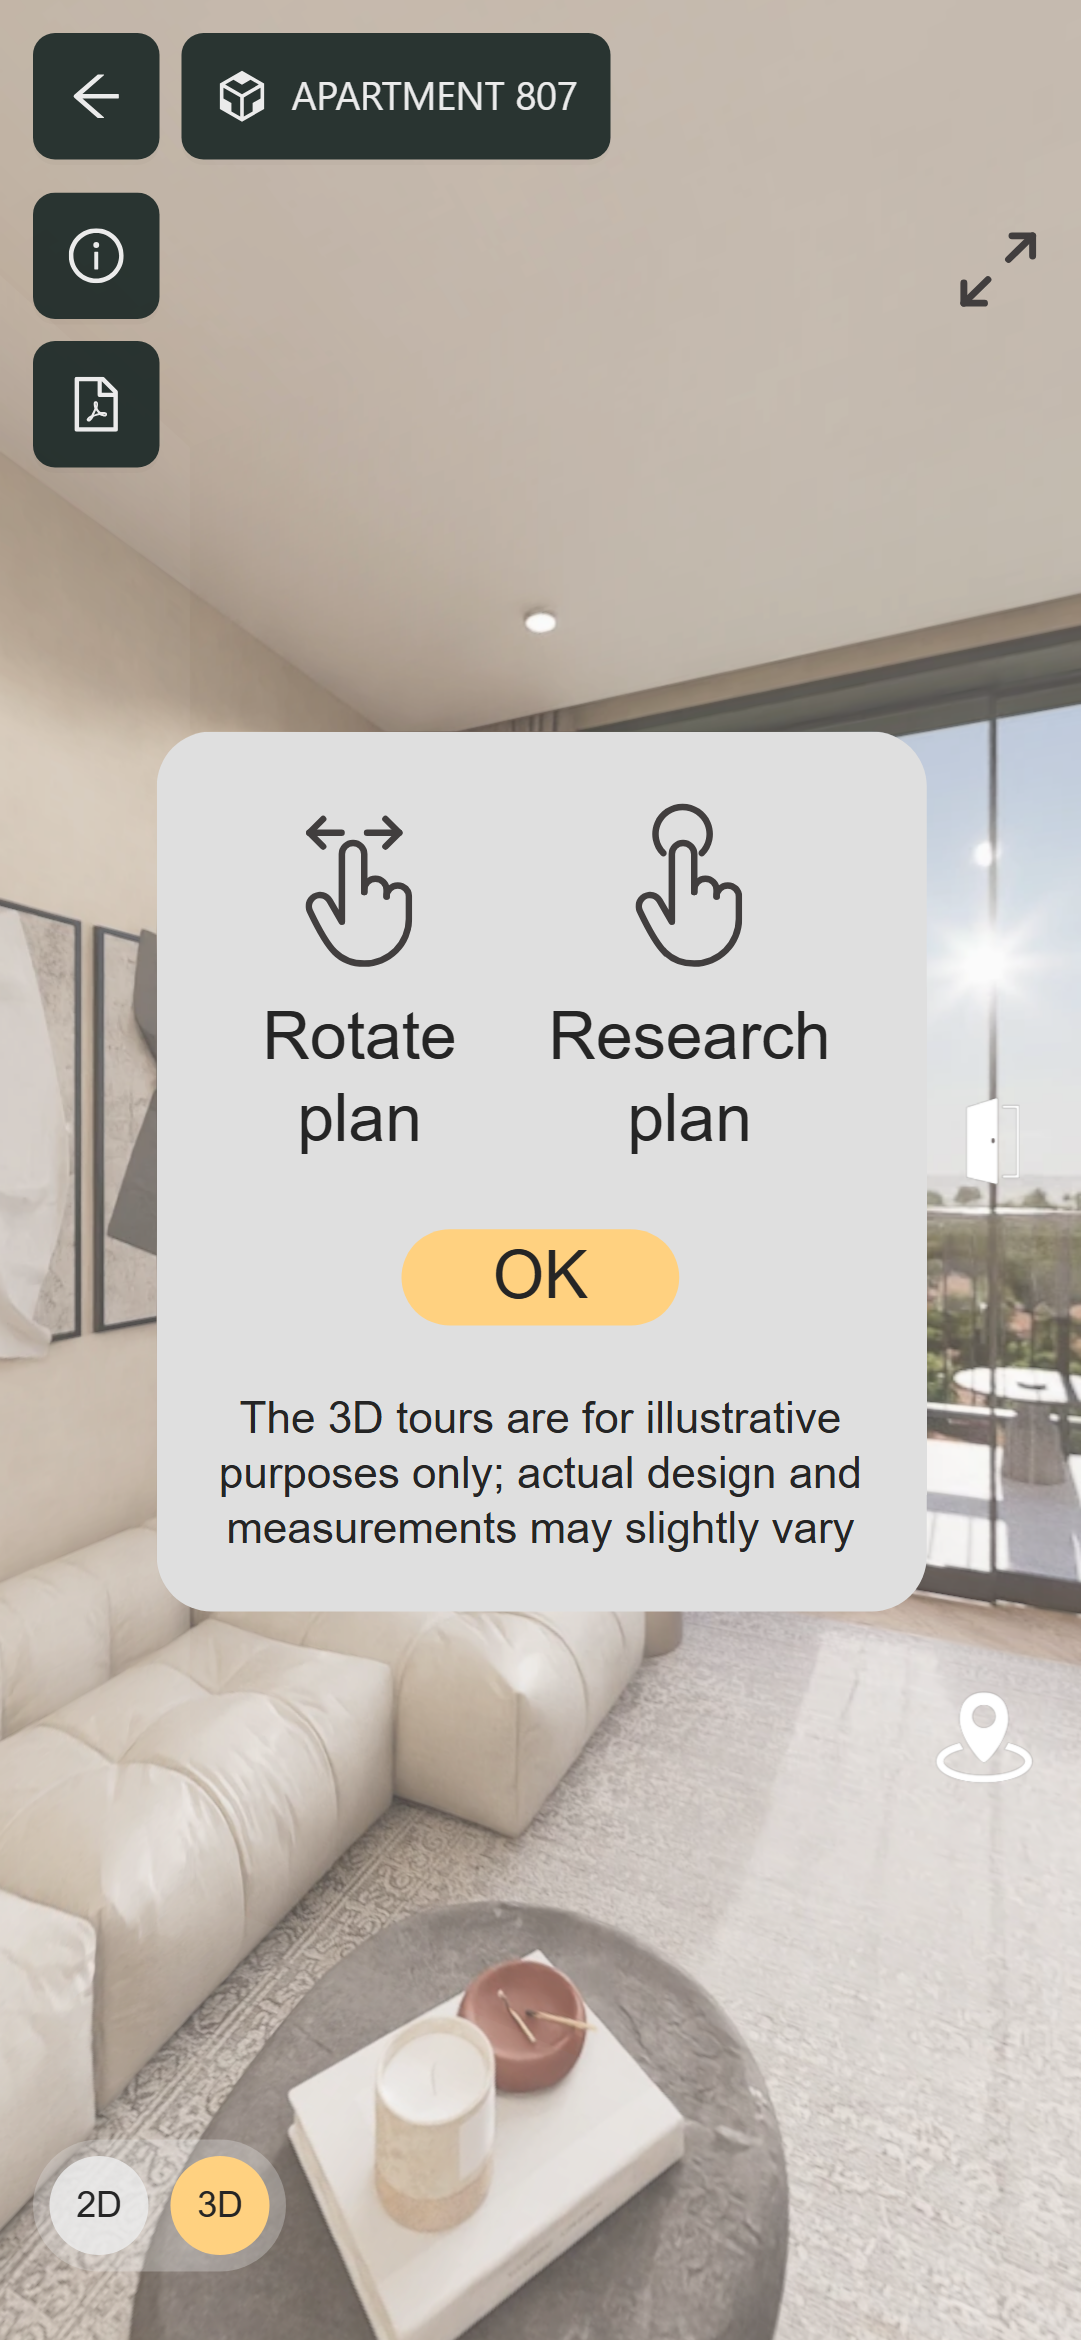 APARTMENT 807
Rotate
plan
Research
plan
OK
The 3D tours are for illustrative
purposes only; actual design and
measurements may slightly vary
2D
3D